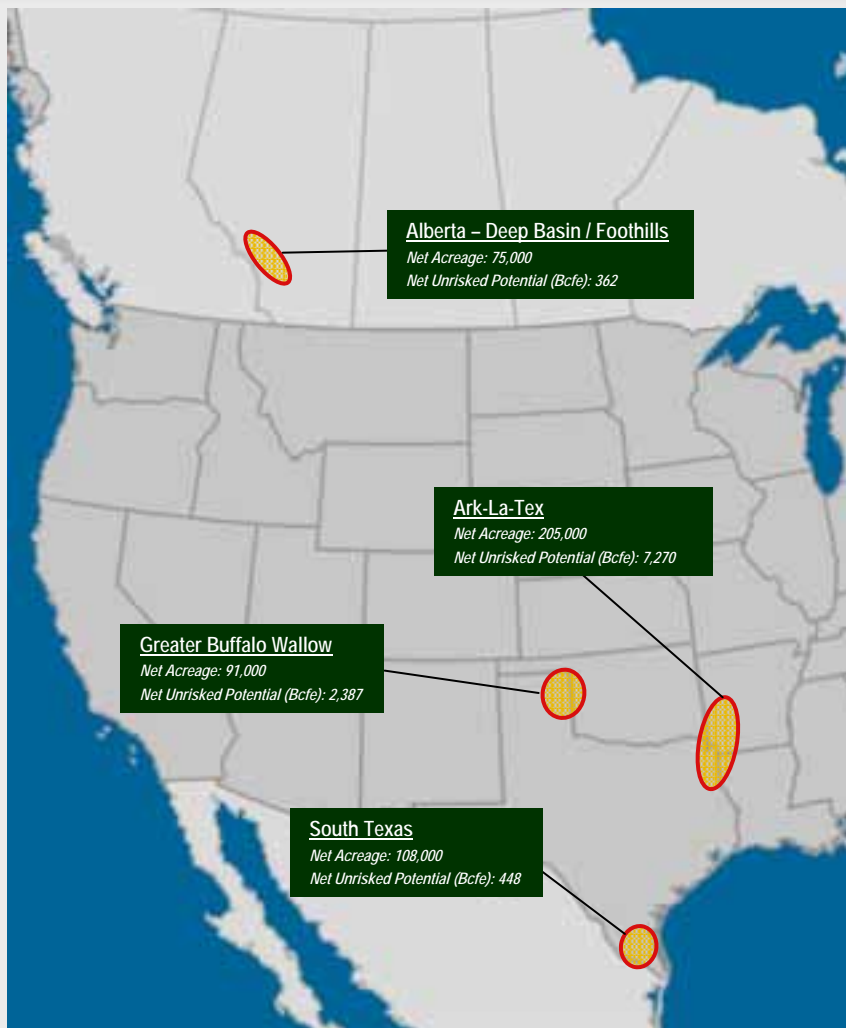 Alberta – Deep Basin / Foothills
Net Acreage: 75,000
Net Unrisked Potential (Bcfe): 362
Ark-La-Tex
Net Acreage: 205,000
Net Unrisked Potential (Bcfe): 7,270
Greater Buffalo Wallow
Net Acreage: 91,000
Net Unrisked Potential (Bcfe): 2,387
South Texas
Net Acreage: 108,000
Net Unrisked Potential (Bcfe): 448